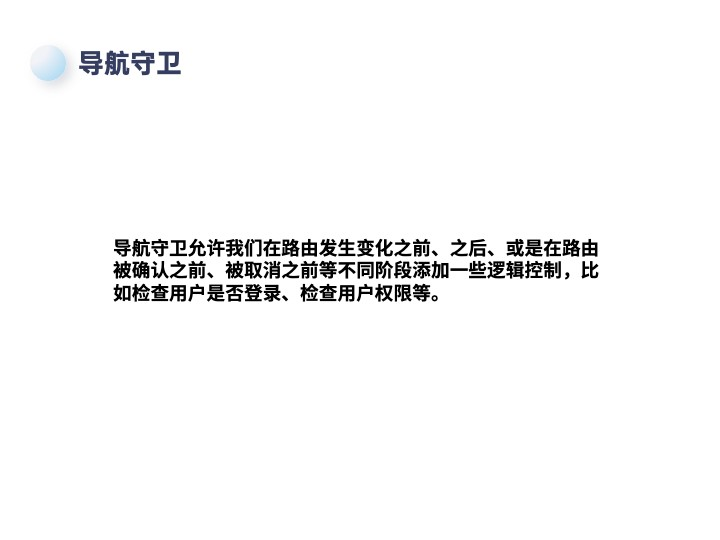 导航守卫
导航守卫允许我们在路由发生变化之前、之后、或是在路由
被确认之前、被取消之前等不同阶段添加一些逻辑控制，比
如检查用户是否登录、检查用户权限等。